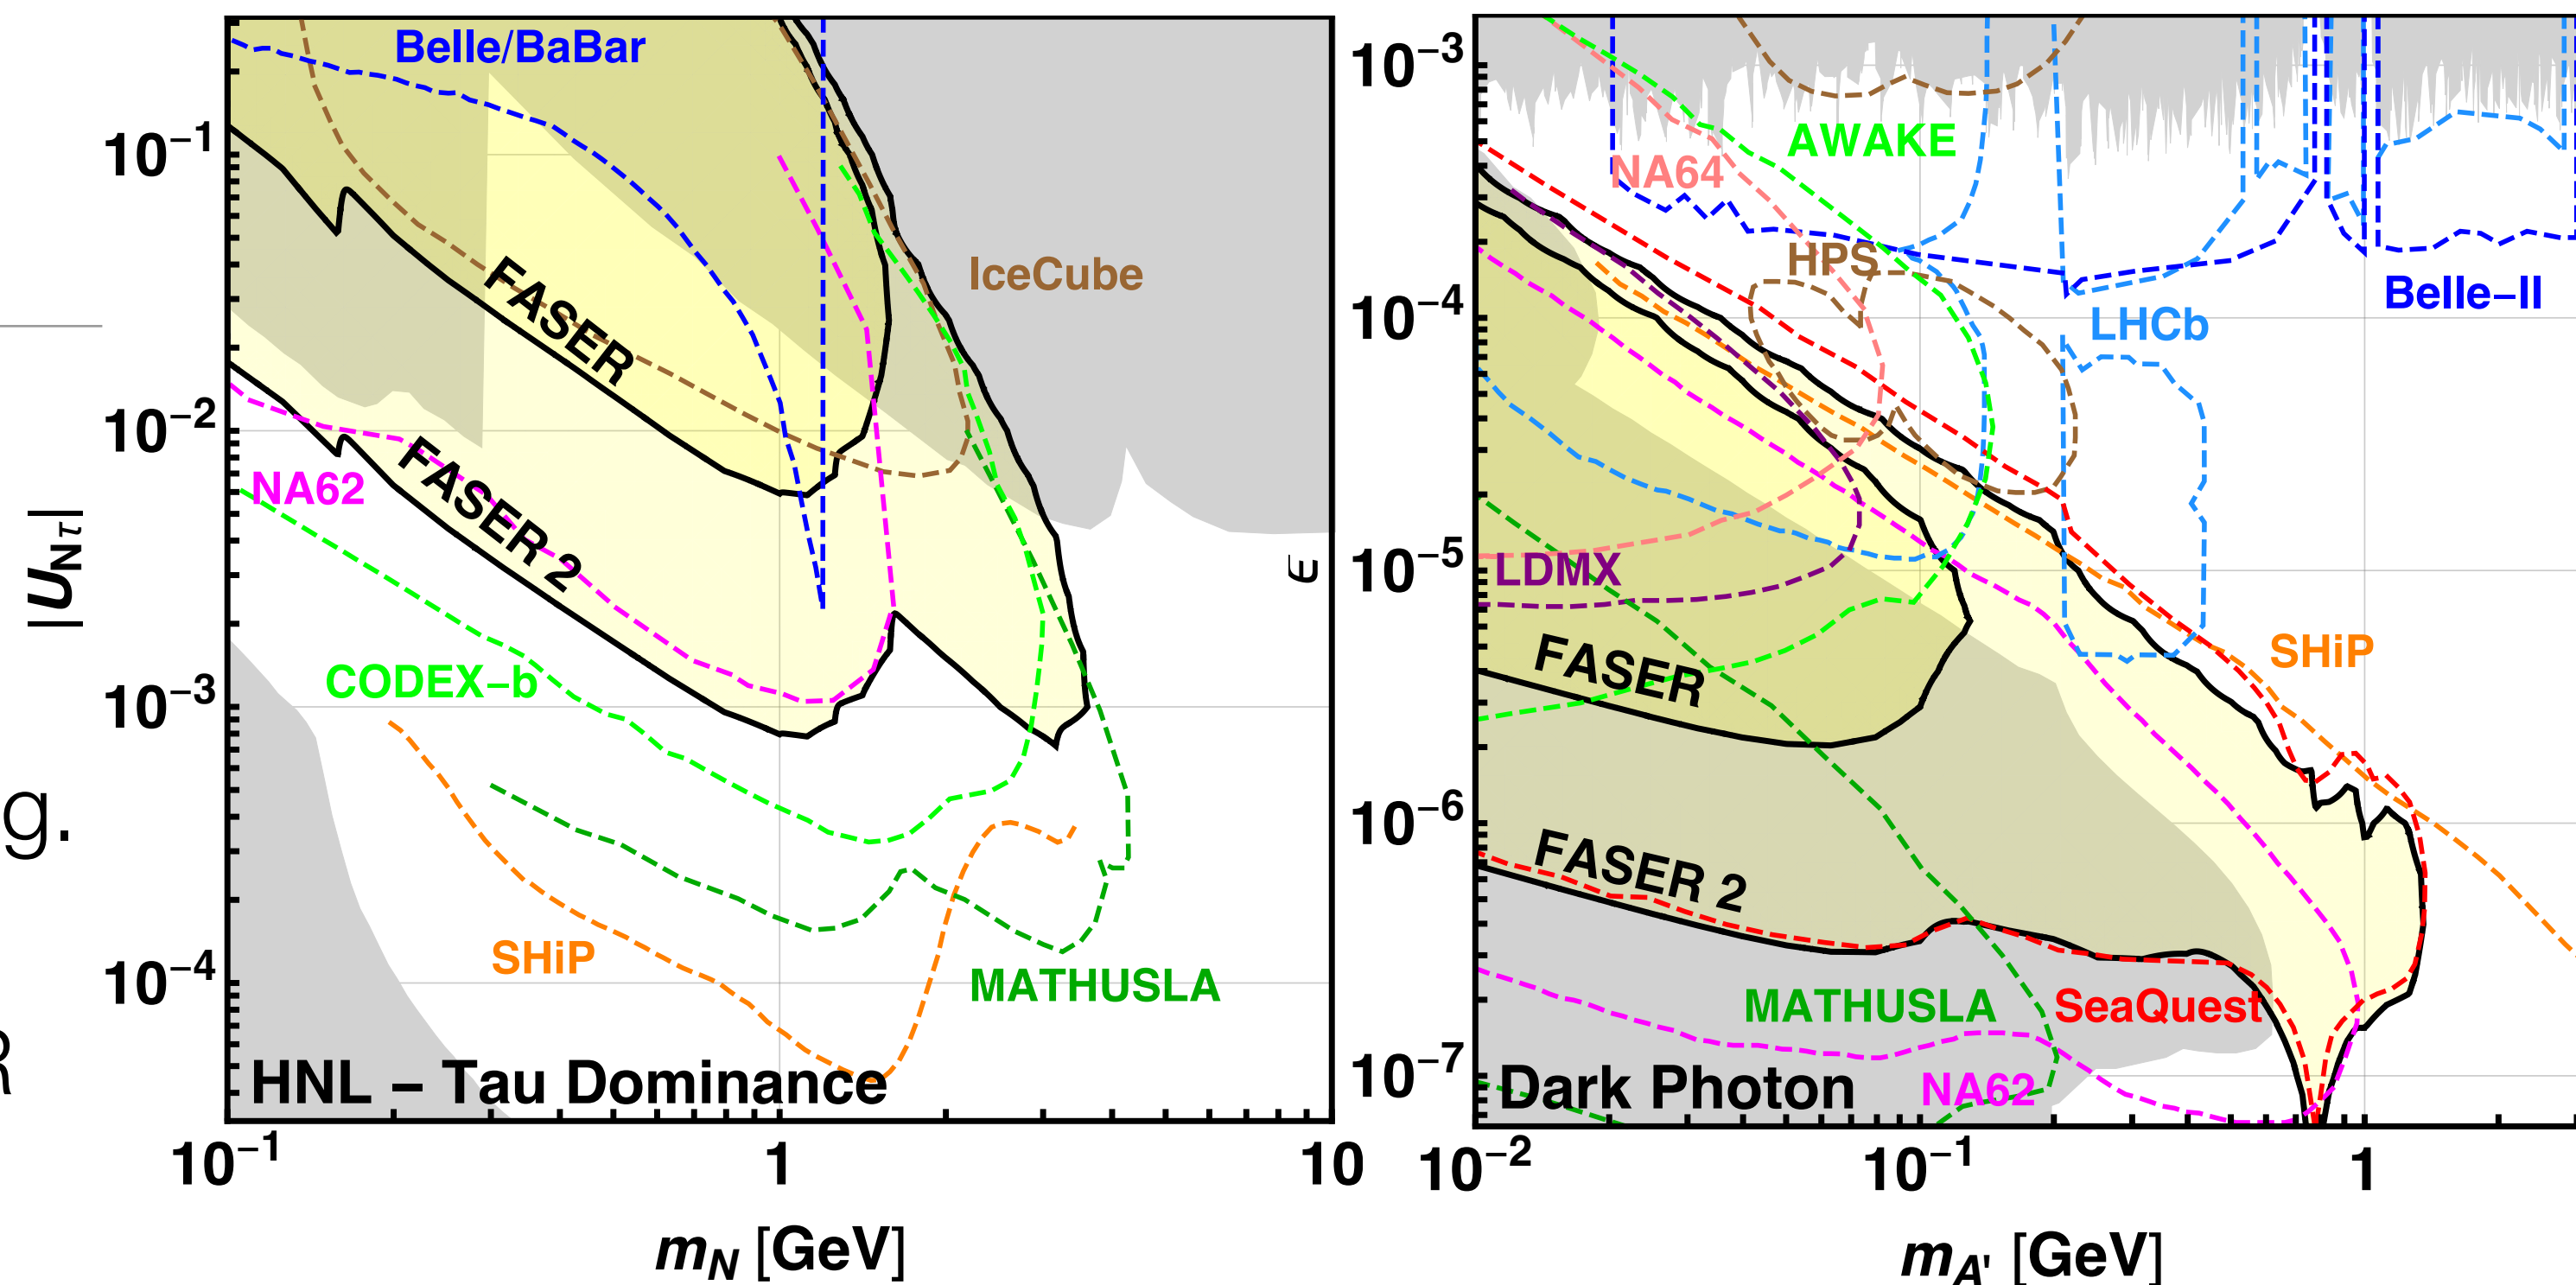 g.
|U_Nτ|
10⁻¹
10⁻²
10⁻³
10⁻⁴
Belle/BaBar
IceCube
FASER
NA62
FASER 2
CODEX–b
SHiP
MATHUSLA
HNL – Tau Dominance
10⁻¹
1
10
m_N [GeV]
ϵ
10⁻³
10⁻⁴
10⁻⁵
10⁻⁶
10⁻⁷
AWAKE
NA64
HPS
Belle–II
LHCb
LDMX
FASER
SHiP
FASER 2
MATHUSLA
SeaQuest
Dark Photon
NA62
10⁻²
10⁻¹
1
m_A' [GeV]